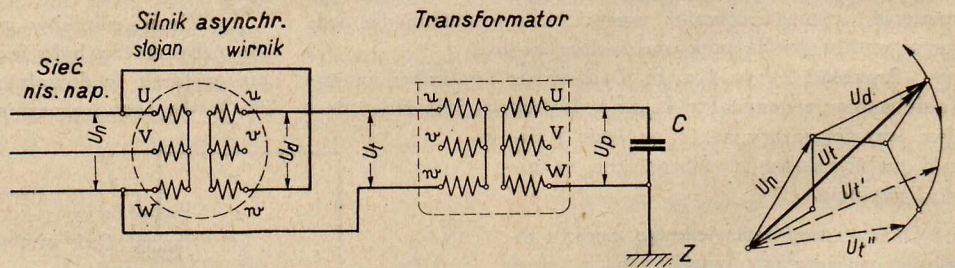 Silnik asynchr.
stojan wirnik
Transformator
Sieć
nis. nap.
U
V
W
u
v
w
Un
Ud
Ut
u
v
w
U
V
W
Up
C
Z
Un
Ud
Ut
Ut'
Ut"